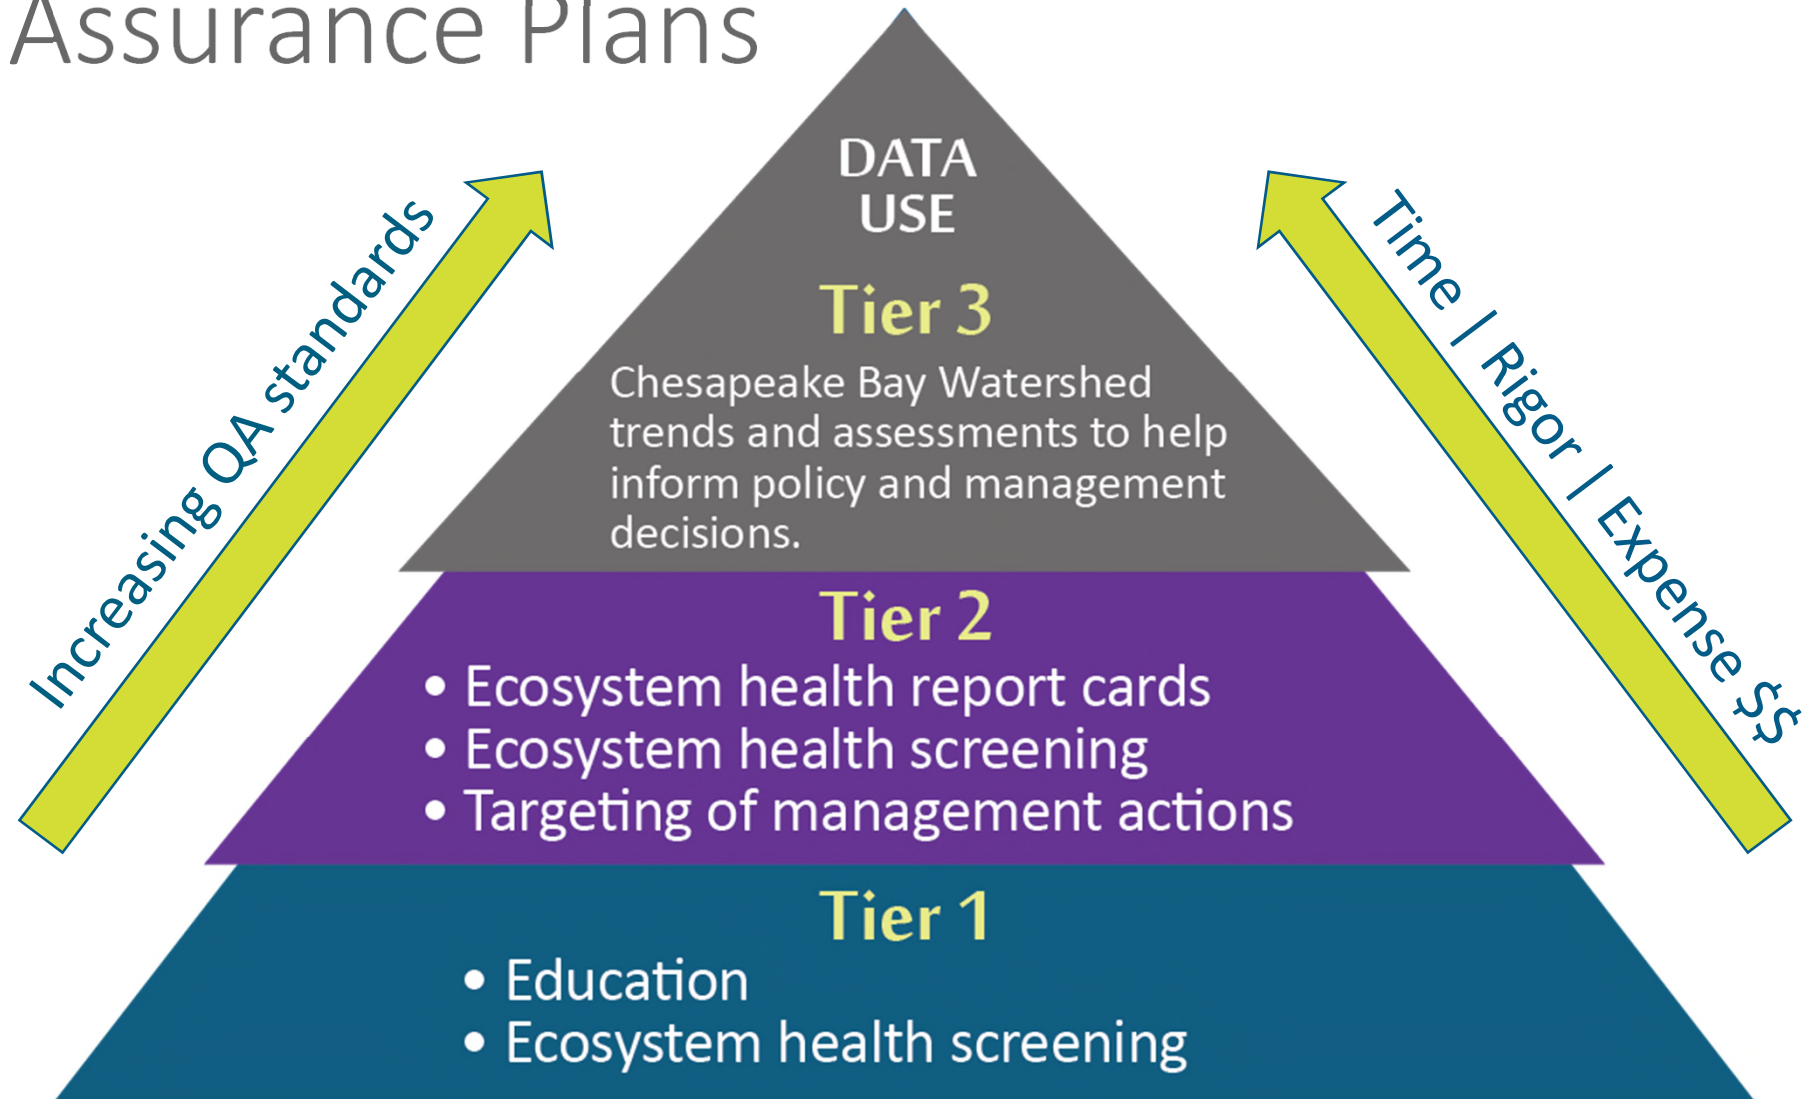 Assurance Plans
DATA
USE
Increasing QA standards
Time | Rigor | Expense $$
Tier 3
Chesapeake Bay Watershed
trends and assessments to help
inform policy and management
decisions.
Tier 2
• Ecosystem health report cards
• Ecosystem health screening
• Targeting of management actions
Tier 1
• Education
• Ecosystem health screening